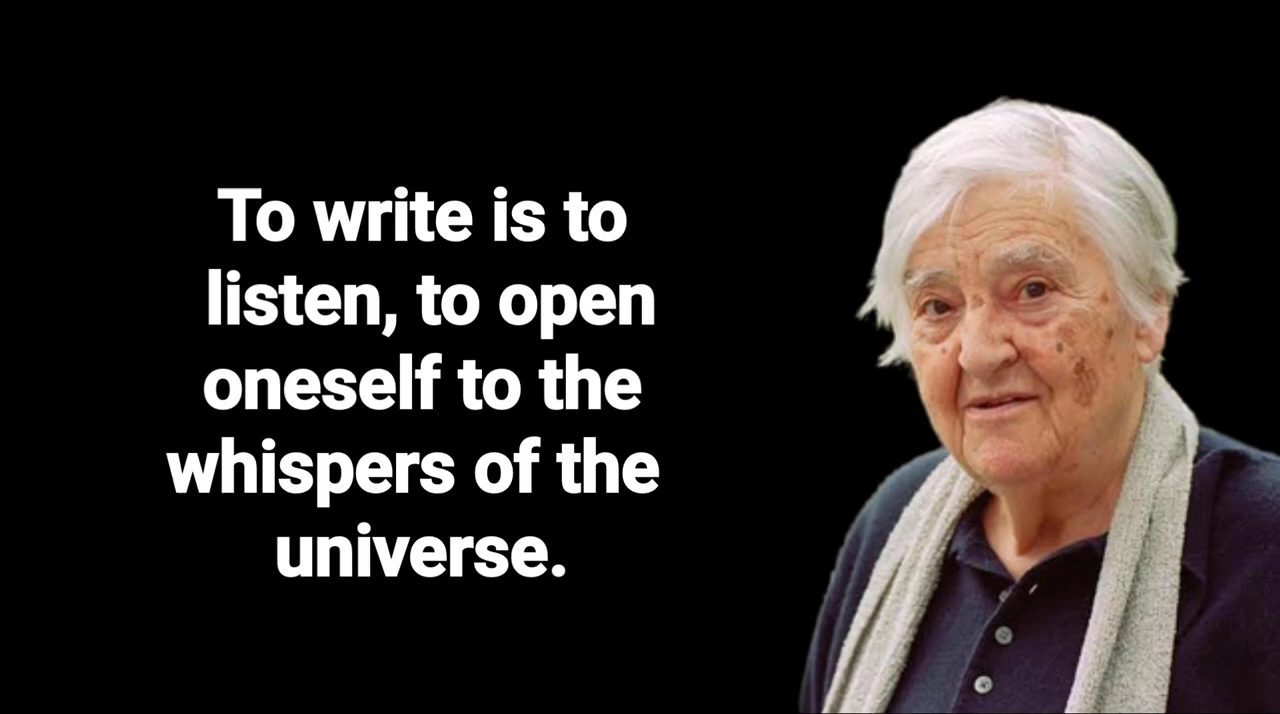 To write is to
listen, to open
oneself to the
whispers of the
universe.